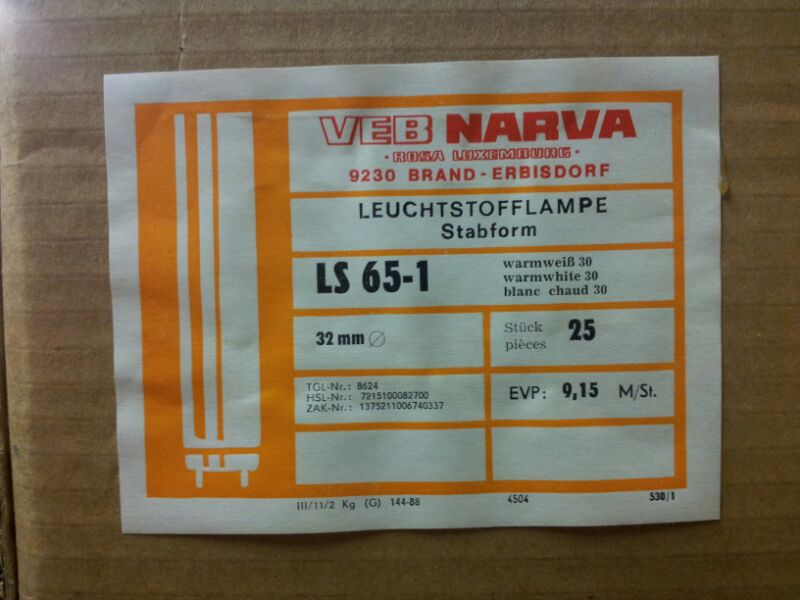 VEB NARVA
· ROSA LUXEMBURG ·
9230 BRAND - ERBISDORF
LEUCHTSTOFFLAMPE
Stabform
LS 65-1
warmweiß 30
warmwhite 30
blanc chaud 30
32 mm ∅
Stück
pièces
25
TGL-Nr.: 8624
HSL-Nr.: 7215100082700
ZAK-Nr.: 1375211006740337
EVP: 9,15 M/St.
III/11/2 Kg (G) 144-88
4504
530/1